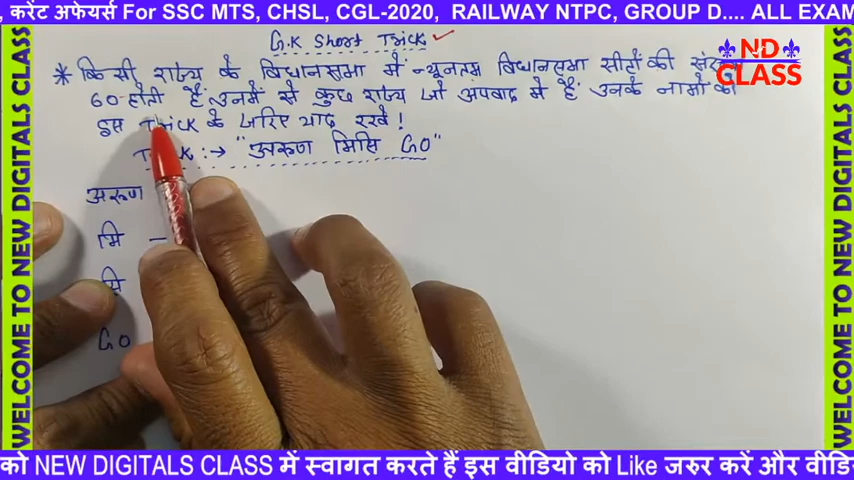 , करेंट अफेयर्स For SSC MTS, CHSL, CGL-2020, RAILWAY NTPC, GROUP D.... ALL EXAM
G.K Short Trick
ND
CLASS
* किसी राज्य के विधानसभा में न्यूनतम विधानसभा सीतों की
60 होती हैं उनमें से कुछ राज्य जो अपवाद में हैं उनके नामों को
इस Trick के जरिए याद रखें!
:→ "अरूण मिसि GO"
अरूण
मि —
सि
GO
WELCOME TO NEW DIGITALS CLASS
WELCOME TO NEW DIGITALS CLASS
को NEW DIGITALS CLASS में स्वागत करते हैं इस वीडियो को Like जरुर करें और वीडि